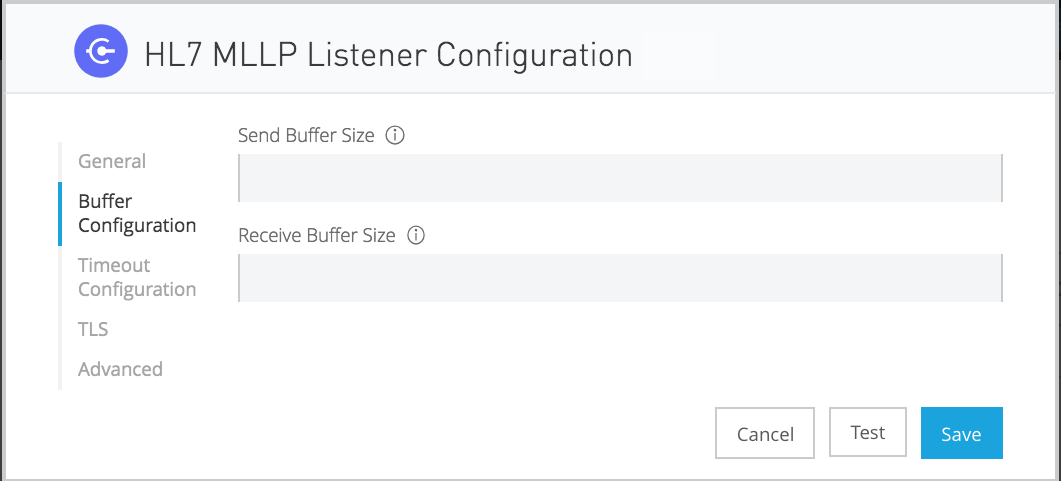 HL7 MLLP Listener Configuration
General
Buffer
Configuration
Timeout
Configuration
TLS
Advanced
Send Buffer Size
Receive Buffer Size
Cancel
Test
Save